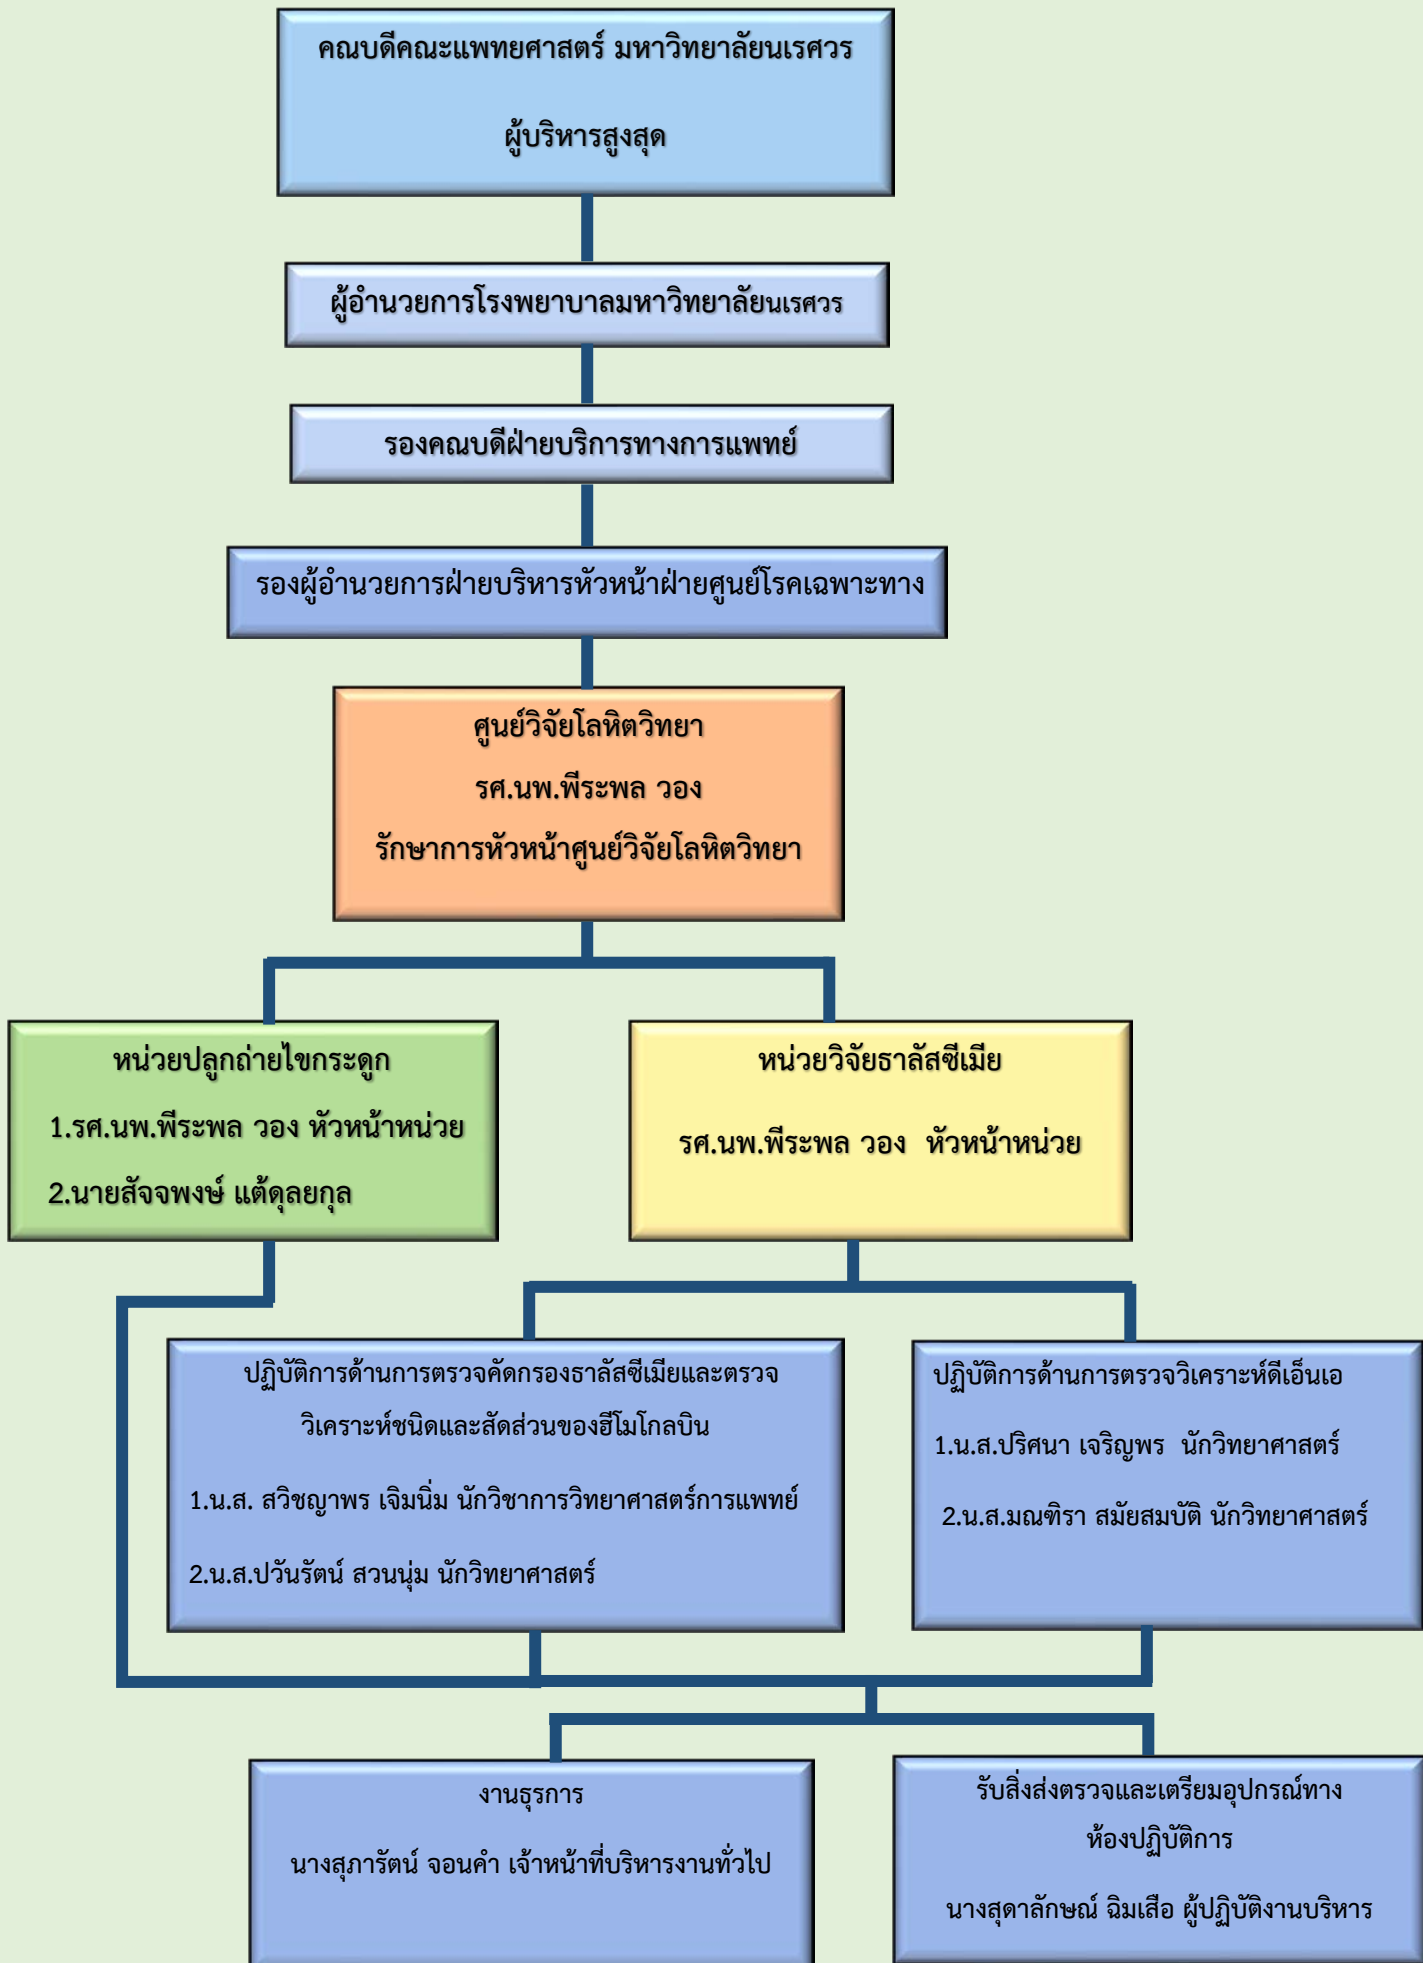 คณบดีคณะแพทยศาสตร์ มหาวิทยาลัยนเรศวร
ผู้บริหารสูงสุด
ผู้อำนวยการโรงพยาบาลมหาวิทยาลัยนเรศวร
รองคณบดีฝ่ายบริการทางการแพทย์
รองผู้อำนวยการฝ่ายบริหารหัวหน้าฝ่ายศูนย์โรคเฉพาะทาง
ศูนย์วิจัยโลหิตวิทยา
รศ.นพ.พีระพล วอง
รักษาการหัวหน้าศูนย์วิจัยโลหิตวิทยา
หน่วยปลูกถ่ายไขกระดูก
1.รศ.นพ.พีระพล วอง หัวหน้าหน่วย
2.นายสัจจพงษ์ แต้ดุลยกุล
หน่วยวิจัยธาลัสซีเมีย
รศ.นพ.พีระพล วอง หัวหน้าหน่วย
ปฏิบัติการด้านการตรวจคัดกรองธาลัสซีเมียและตรวจ
วิเคราะห์ชนิดและสัดส่วนของฮีโมโกลบิน
1.น.ส. สวิชญาพร เจิมนิ่ม นักวิชาการวิทยาศาสตร์การแพทย์
2.น.ส.ปวันรัตน์ สวนนุ่ม นักวิทยาศาสตร์
ปฏิบัติการด้านการตรวจวิเคราะห์ดีเอ็นเอ
1.น.ส.ปริศนา เจริญพร นักวิทยาศาสตร์
2.น.ส.มณฑิรา สมัยสมบัติ นักวิทยาศาสตร์
งานธุรการ
นางสุภารัตน์ จอนคำ เจ้าหน้าที่บริหารงานทั่วไป
รับสิ่งส่งตรวจและเตรียมอุปกรณ์ทาง
ห้องปฏิบัติการ
นางสุดาลักษณ์ ฉิมเสือ ผู้ปฏิบัติงานบริหาร